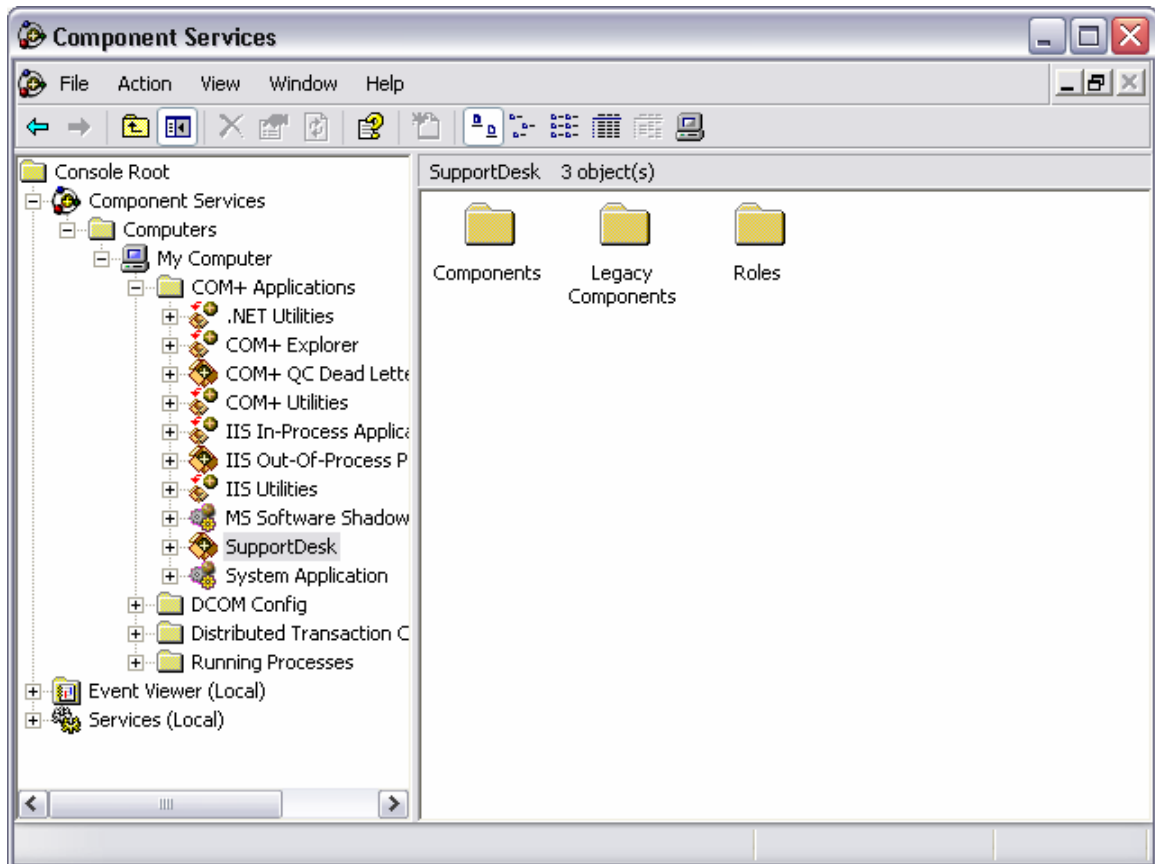 Component Services
File Action View Window Help
Console Root
Component Services
Computers
My Computer
COM+ Applications
.NET Utilities
COM+ Explorer
COM+ QC Dead Lette
COM+ Utilities
IIS In-Process Applica
IIS Out-Of-Process P
IIS Utilities
MS Software Shadow
SupportDesk
System Application
DCOM Config
Distributed Transaction C
Running Processes
Event Viewer (Local)
Services (Local)
SupportDesk 3 object(s)
Components
Legacy
Components
Roles